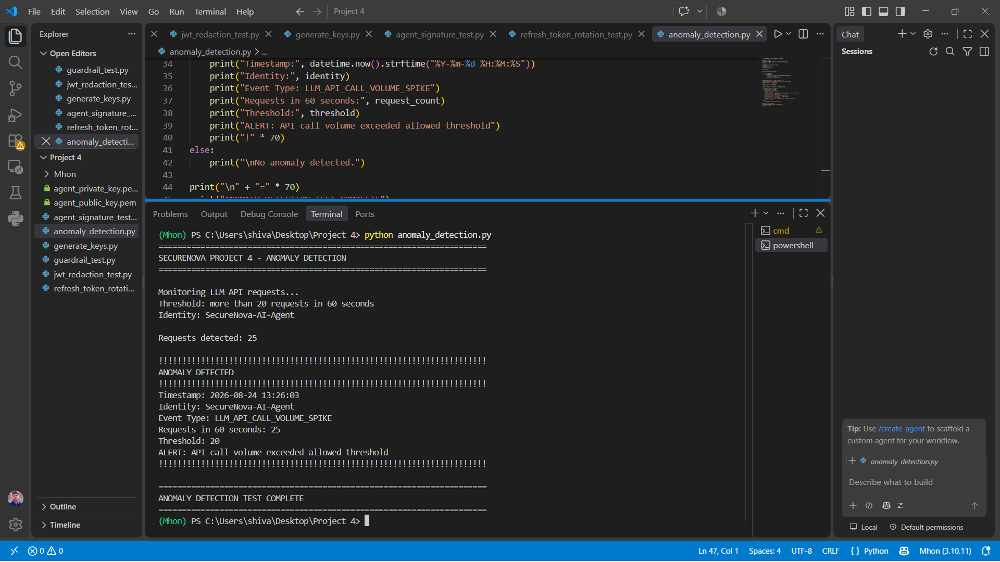 File Edit Selection View Go Run Terminal Help
Project 4
Explorer
Open Editors
guardrail_test.py
jwt_redaction_tes...
generate_keys.py
agent_signature_...
refresh_token_rot...
anomaly_detecti...
Project 4
Mhon
agent_private_key.pe...
agent_public_key.pem
agent_signature_test...
anomaly_detection.py
generate_keys.py
guardrail_test.py
jwt_redaction_test.py
refresh_token_rotati...
Outline
Timeline
jwt_redaction_test.py generate_keys.py agent_signature_test.py refresh_token_rotation_test.py anomaly_detection.py
anomaly_detection.py > ...
34 print("Timestamp:", datetime.now().strftime("%Y-%m-%d %H:%M:%S"))
35 print("Identity:", identity)
36 print("Event Type: LLM_API_CALL_VOLUME_SPIKE")
37 print("Requests in 60 seconds:", request_count)
38 print("Threshold:", threshold)
39 print("ALERT: API call volume exceeded allowed threshold")
40 print("!" * 70)
41 else:
42 print("\nNo anomaly detected.")
43
44 print("\n" + "=" * 70)
45 print("ANOMALY DETECTION TEST COMPLETE")
Problems Output Debug Console Terminal Ports
cmd
powershell
(Mhon) PS C:\Users\shiva\Desktop\Project 4> python anomaly_detection.py
======================================================================
SECURENOVA PROJECT 4 - ANOMALY DETECTION
======================================================================
Monitoring LLM API requests...
Threshold: more than 20 requests in 60 seconds
Identity: SecureNova-AI-Agent
Requests detected: 25
!!!!!!!!!!!!!!!!!!!!!!!!!!!!!!!!!!!!!!!!!!!!!!!!!!!!!!!!!!!!!!!!!!!!!!
ANOMALY DETECTED
!!!!!!!!!!!!!!!!!!!!!!!!!!!!!!!!!!!!!!!!!!!!!!!!!!!!!!!!!!!!!!!!!!!!!!
Timestamp: 2026-08-24 13:26:03
Identity: SecureNova-AI-Agent
Event Type: LLM_API_CALL_VOLUME_SPIKE
Requests in 60 seconds: 25
Threshold: 20
ALERT: API call volume exceeded allowed threshold
!!!!!!!!!!!!!!!!!!!!!!!!!!!!!!!!!!!!!!!!!!!!!!!!!!!!!!!!!!!!!!!!!!!!!!
======================================================================
ANOMALY DETECTION TEST COMPLETE
======================================================================
(Mhon) PS C:\Users\shiva\Desktop\Project 4>
Chat
Sessions
Tip: Use /create-agent to scaffold a
custom agent for your workflow.
anomaly_detection.py
Describe what to build
Local Default permissions
0 0
Ln 47, Col 1 Spaces: 4 UTF-8 CRLF { } Python Mhon (3.10.11)